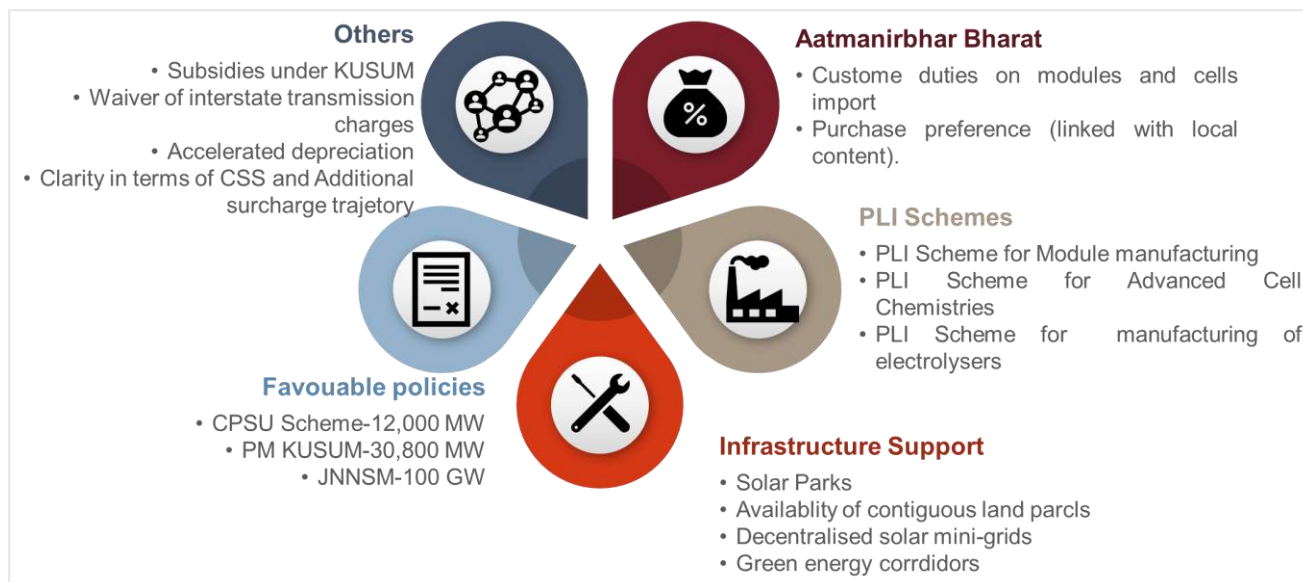 Others
• Subsidies under KUSUM
• Waiver of interstate transmission
charges
• Accelerated depreciation
• Clarity in terms of CSS and Additional
surcharge trajetory
Aatmanirbhar Bharat
• Custome duties on modules and cells
import
• Purchase preference (linked with local
content).
%
PLI Schemes
• PLI Scheme for Module manufacturing
• PLI Scheme for Advanced Cell
Chemistries
• PLI Scheme for manufacturing of
electrolysers
Favouable policies
• CPSU Scheme-12,000 MW
• PM KUSUM-30,800 MW
• JNNSM-100 GW
Infrastructure Support
• Solar Parks
• Availablity of contiguous land parcls
• Decentralised solar mini-grids
• Green energy corrdidors